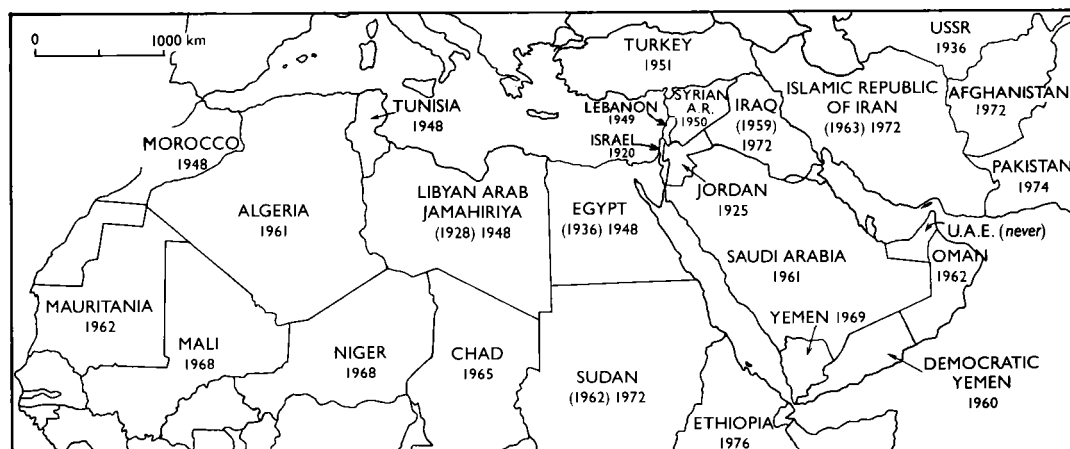 0 1000 km
USSR
1936
TURKEY
1951
ISLAMIC REPUBLIC
OF IRAN
(1963) 1972
AFGHANISTAN
1972
TUNISIA
1948
LEBANON
1949
SYRIAN
A.R.
1950
IRAQ
(1959)
1972
MOROCCO
1948
ISRAEL
1920
PAKISTAN
1974
ALGERIA
1961
LIBYAN ARAB
JAMAHIRIYA
(1928) 1948
EGYPT
(1936) 1948
JORDAN
1925
U.A.E. (never)
SAUDI ARABIA
1961
OMAN
1962
MAURITANIA
1962
MALI
1968
NIGER
1968
CHAD
1965
SUDAN
(1962) 1972
YEMEN 1969
DEMOCRATIC
YEMEN
1960
ETHIOPIA
1976